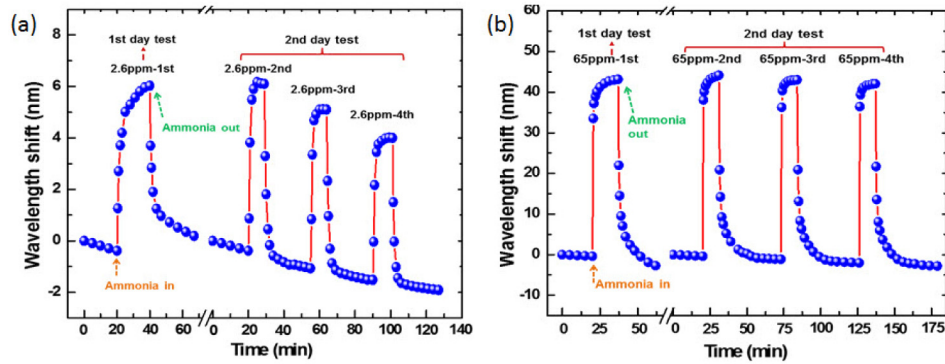 (a)
1st day test
2nd day test
2.6ppm-1st
2.6ppm-2nd
2.6ppm-3rd
2.6ppm-4th
Ammonia out
Ammonia in
Wavelength shift (nm)
8
6
4
2
0
-2
0 20 40 60 0 20 40 60 80 100 120 140
Time (min)
(b)
1st day test
2nd day test
65ppm-1st
65ppm-2nd
65ppm-3rd
65ppm-4th
Ammonia
out
Ammonia in
Wavelength shift (nm)
60
50
40
30
20
10
0
-10
0 25 50 0 25 50 75 100 125 150 175
Time (min)